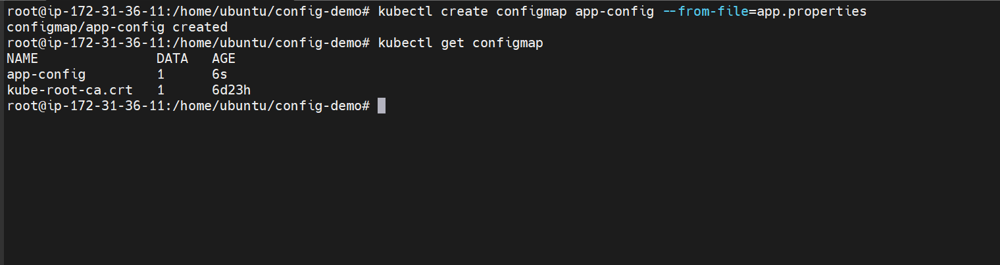 root@ip-172-31-36-11:/home/ubuntu/config-demo# kubectl create configmap app-config --from-file=app.properties
configmap/app-config created
root@ip-172-31-36-11:/home/ubuntu/config-demo# kubectl get configmap
NAME               DATA   AGE
app-config         1      6s
kube-root-ca.crt   1      6d23h
root@ip-172-31-36-11:/home/ubuntu/config-demo#